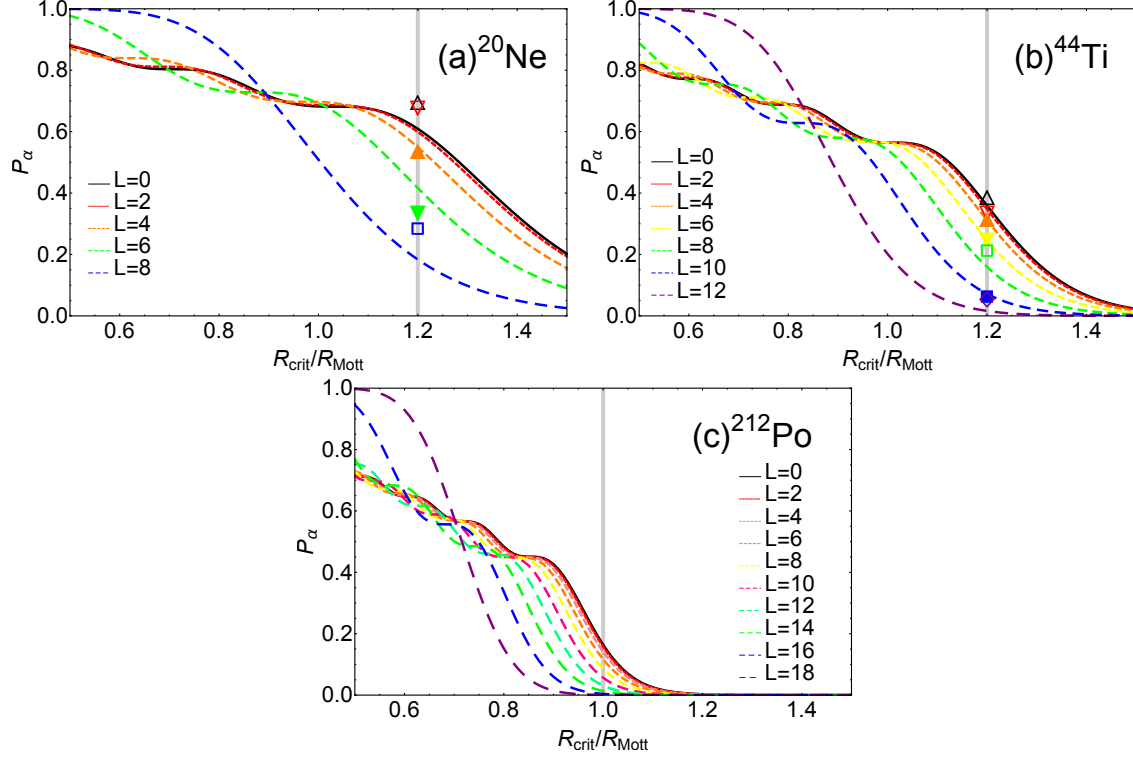 (a)²⁰Ne
P_α
1.0
0.8
0.6
0.4
0.2
0.0
L=0
L=2
L=4
L=6
L=8
0.6 0.8 1.0 1.2 1.4
R_crit/R_Mott
(b)⁴⁴Ti
P_α
1.0
0.8
0.6
0.4
0.2
0.0
L=0
L=2
L=4
L=6
L=8
L=10
L=12
0.6 0.8 1.0 1.2 1.4
R_crit/R_Mott
(c)²¹²Po
P_α
1.0
0.8
0.6
0.4
0.2
0.0
L=0
L=2
L=4
L=6
L=8
L=10
L=12
L=14
L=16
L=18
0.6 0.8 1.0 1.2 1.4
R_crit/R_Mott